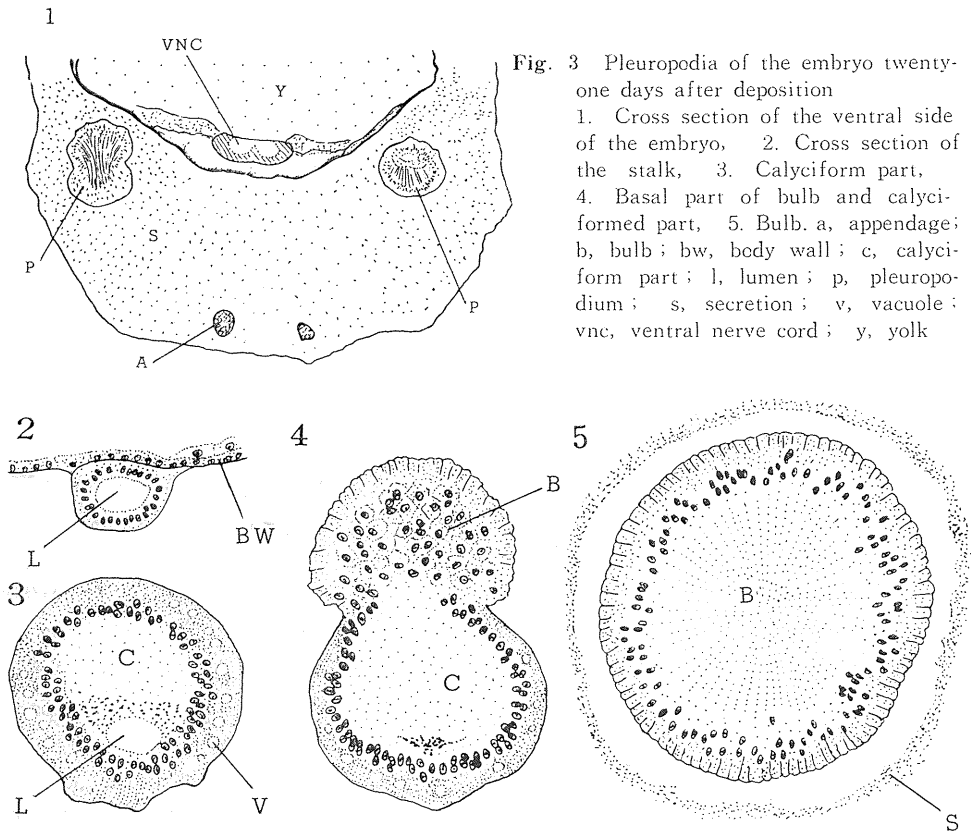 1
VNC
Y
S
P
P
A
Fig. 3 Pleuropodia of the embryo twenty-
one days after deposition
1. Cross section of the ventral side
of the embryo, 2. Cross section of
the stalk, 3. Calyciform part,
4. Basal part of bulb and calyci-
formed part, 5. Bulb. a, appendage;
b, bulb ; bw, body wall ; c, calyci-
form part ; l, lumen ; p, pleuropo-
dium ; s, secretion ; v, vacuole ;
vnc, ventral nerve cord ; y, yolk
2
L
BW
3
C
L
V
4
B
C
5
B
S